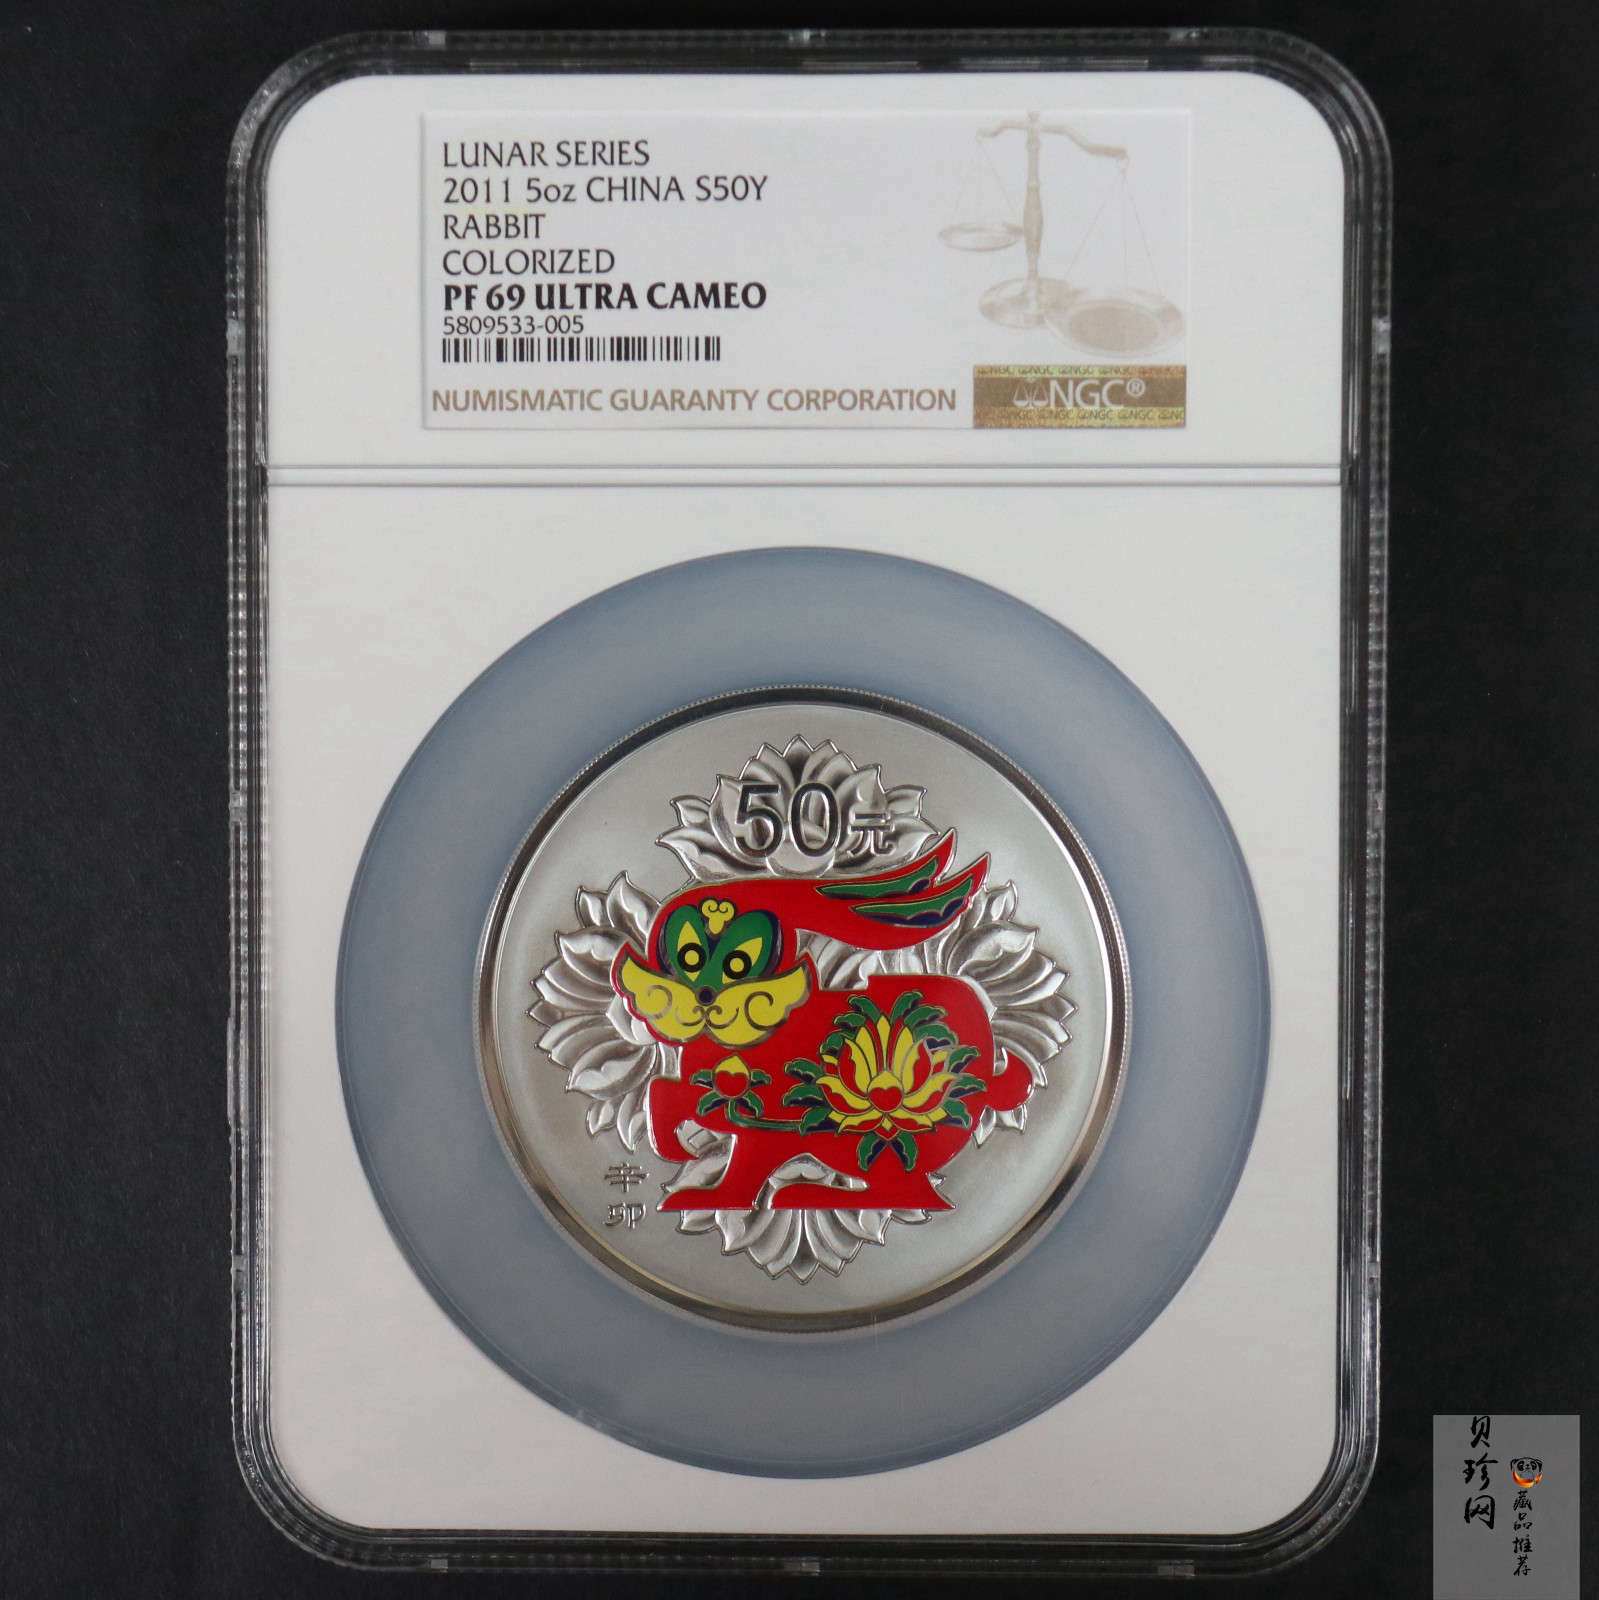 LUNAR SERIES
2011 5oz CHINA S50Y
RABBIT
COLORIZED
PF 69 ULTRA CAMEO
5809533-005
NUMISMATIC GUARANTY CORPORATION
NGC®
50元
辛
卯
贝珍网
藏品推荐